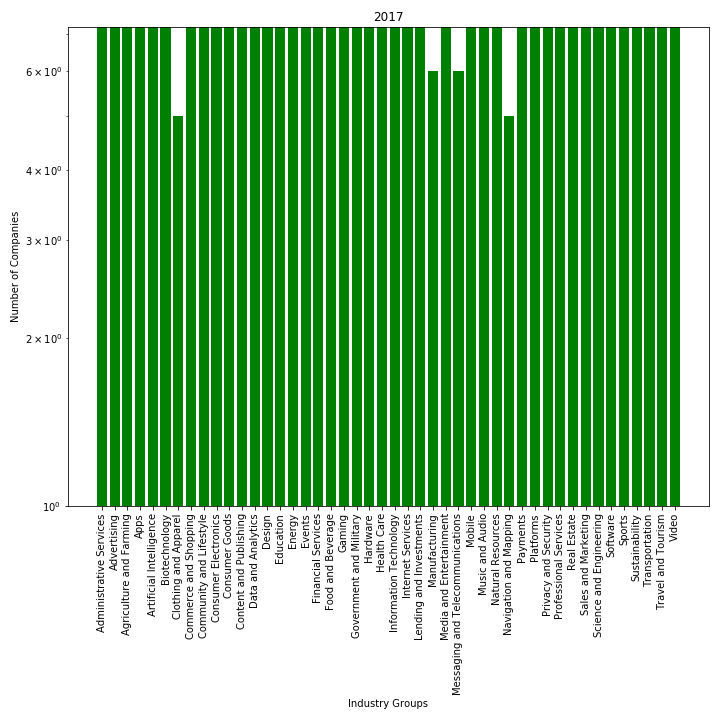 2017
Number of Companies
6 × 10⁰
4 × 10⁰
3 × 10⁰
2 × 10⁰
10⁰
Administrative Services
Advertising
Agriculture and Farming
Apps
Artificial Intelligence
Biotechnology
Clothing and Apparel
Commerce and Shopping
Community and Lifestyle
Consumer Electronics
Consumer Goods
Content and Publishing
Data and Analytics
Design
Education
Energy
Events
Financial Services
Food and Beverage
Gaming
Government and Military
Hardware
Health Care
Information Technology
Internet Services
Lending and Investments
Manufacturing
Media and Entertainment
Messaging and Telecommunications
Mobile
Music and Audio
Natural Resources
Navigation and Mapping
Payments
Platforms
Privacy and Security
Professional Services
Real Estate
Sales and Marketing
Science and Engineering
Software
Sports
Sustainability
Transportation
Travel and Tourism
Video
Industry Groups